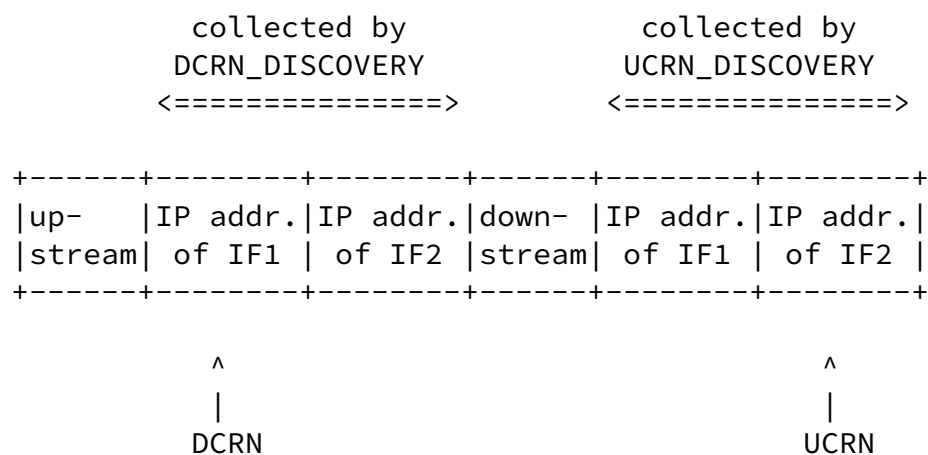 collected by             collected by
         DCRN_DISCOVERY           UCRN_DISCOVERY
        <===============>        <===============>

+------+--------+--------+------+--------+--------+
|up-   |IP addr.|IP addr.|down- |IP addr.|IP addr.|
|stream| of IF1 | of IF2 |stream| of IF1 | of IF2 |
+------+--------+--------+------+--------+--------+

           ^                                 ^
           |                                 |
          DCRN                              UCRN